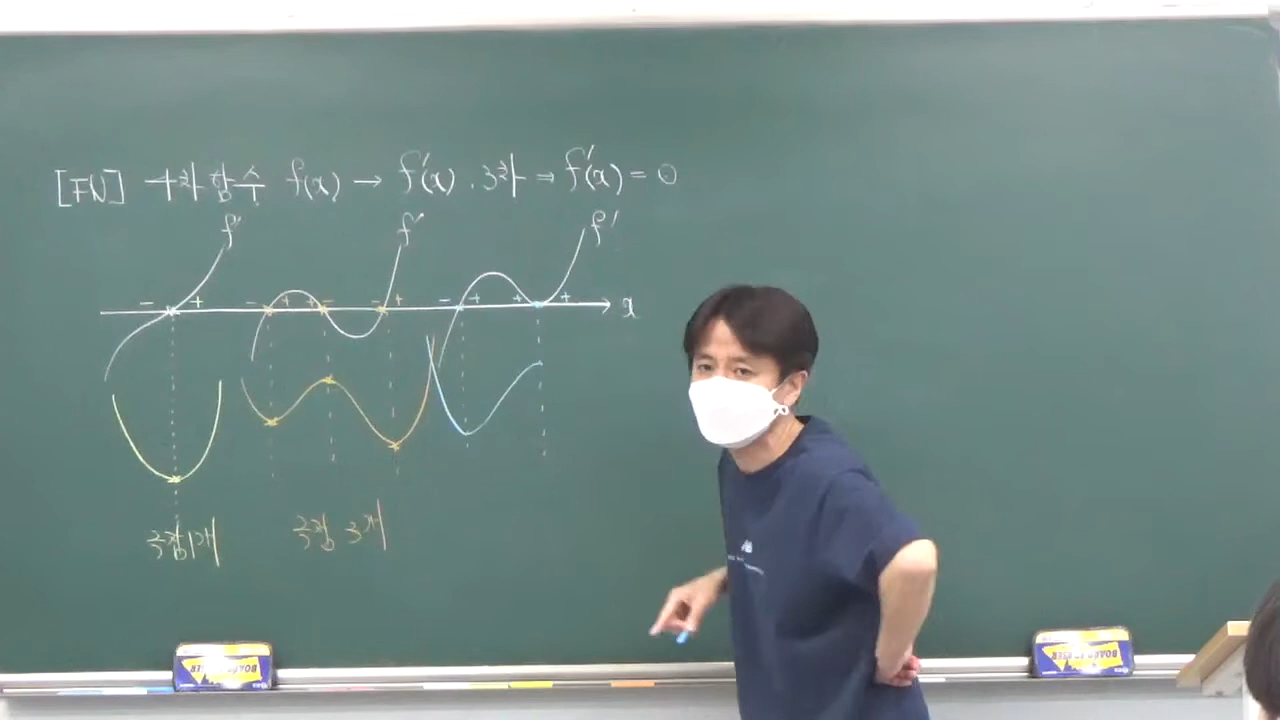 [FN] 4차함수 f(x) → f'(x) . 3차 ⇒ f'(x) = 0
f' f' f'
- + - + + - - + - + + + x
극점 1개 극점 3개